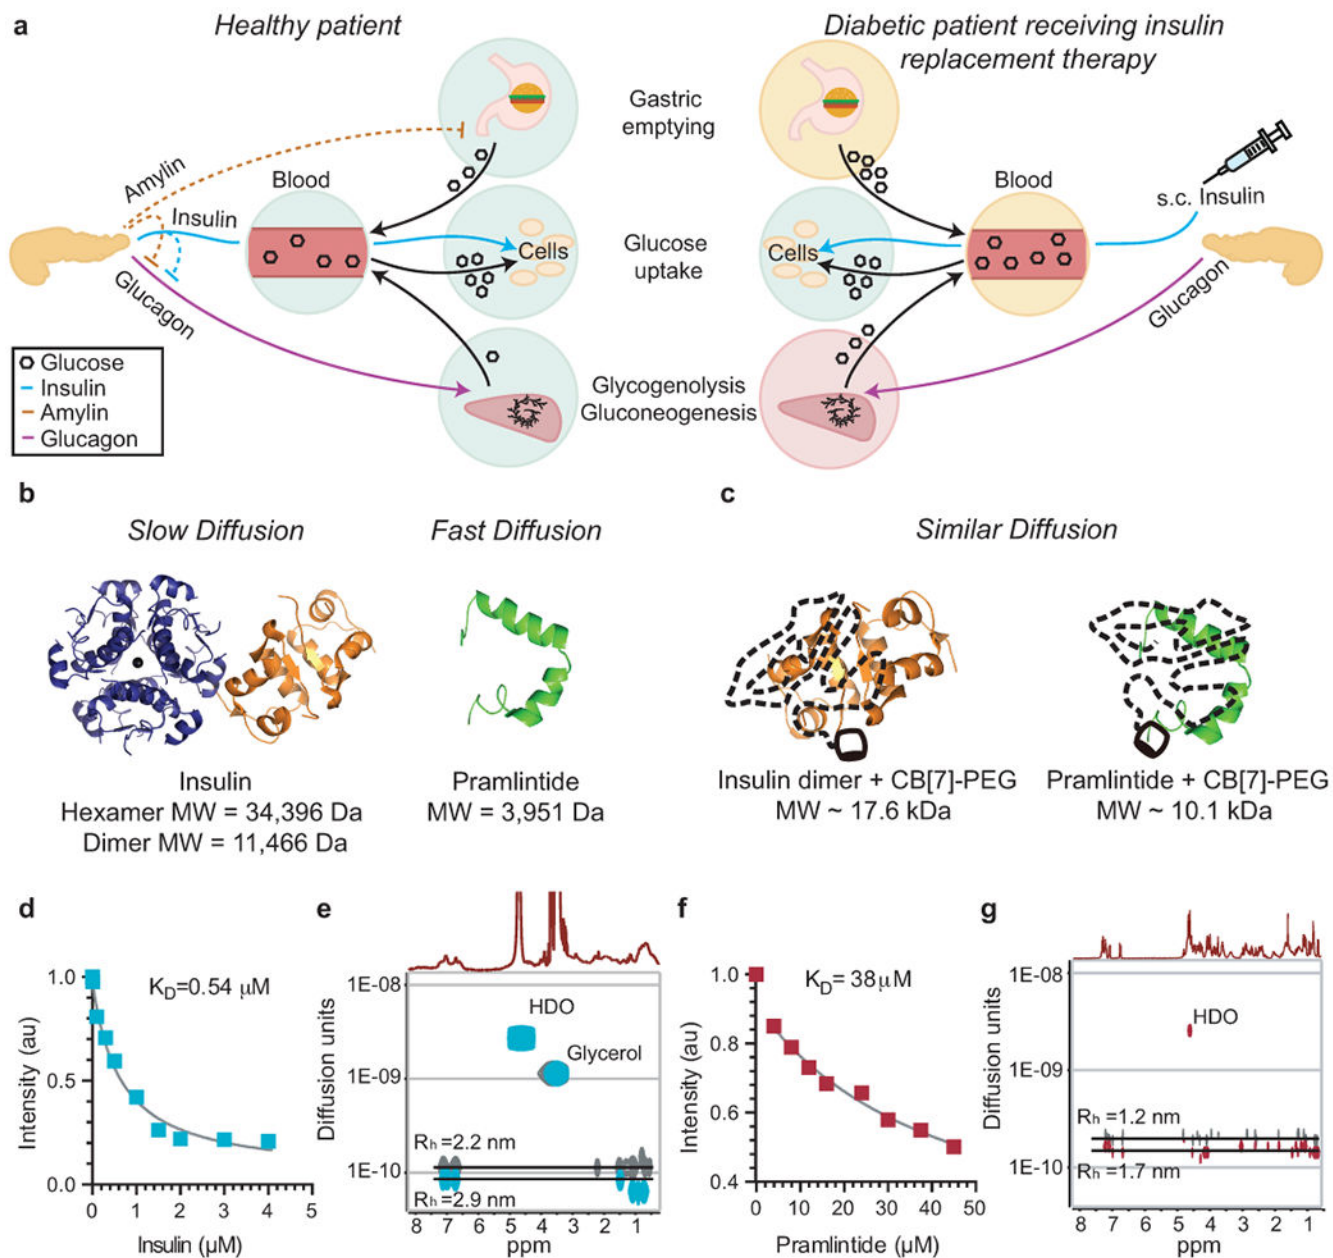 a
Healthy patient
Diabetic patient receiving insulin
replacement therapy
Gastric
emptying
Amylin
Insulin
Glucagon
Blood
Cells
Glucose
uptake
Cells
Blood
s.c. Insulin
Glucagon
Glycogenolysis
Gluconeogenesis
Glucose
Insulin
Amylin
Glucagon
b
Slow Diffusion
Fast Diffusion
Insulin
Hexamer MW = 34,396 Da
Dimer MW = 11,466 Da
Pramlintide
MW = 3,951 Da
c
Similar Diffusion
Insulin dimer + CB[7]-PEG
MW ~ 17.6 kDa
Pramlintide + CB[7]-PEG
MW ~ 10.1 kDa
d
KD=0.54 μM
Intensity (au)
1.0
0.5
0.0
0 1 2 3 4 5
Insulin (μM)
e
Diffusion units
1E-08
1E-09
1E-10
HDO
Glycerol
Rh=2.2 nm
Rh=2.9 nm
8 7 6 5 4 3 2 1
ppm
f
KD= 38μM
Intensity (au)
1.0
0.8
0.6
0.4
0 10 20 30 40 50
Pramlintide (μM)
g
Diffusion units
1E-08
1E-09
1E-10
HDO
Rh=1.2 nm
Rh=1.7 nm
8 7 6 5 4 3 2 1
ppm